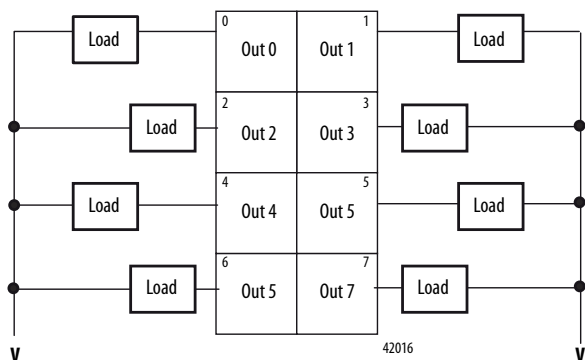 0 1
Load Out 0 Out 1 Load
2 3
Load Out 2 Out 3 Load
4 5
Load Out 4 Out 5 Load
6 7
Load Out 5 Out 7 Load
42016
V V